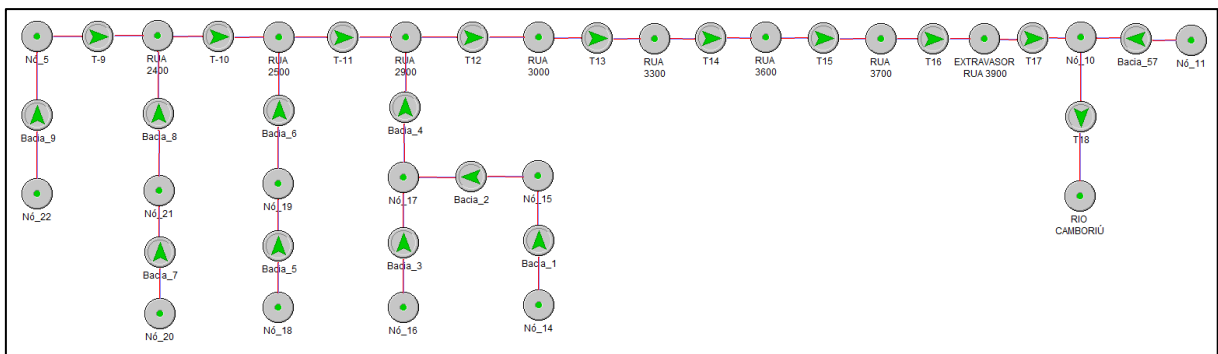 Nó_5
T-9
RUA
2400
T-10
RUA
2500
T-11
RUA
2900
T12
RUA
3000
T13
RUA
3300
T14
RUA
3600
T15
RUA
3700
T16
EXTRAVASOR
RUA 3900
T17
Nó_10
Bacia_57
Nó_11
Bacia_9
Bacia_8
Bacia_6
Bacia_4
T18
Nó_22
Nó_21
Nó_19
Nó_17
Bacia_2
Nó_15
RIO
CAMBORIÚ
Bacia_7
Bacia_5
Bacia_3
Bacia_1
Nó_20
Nó_18
Nó_16
Nó_14